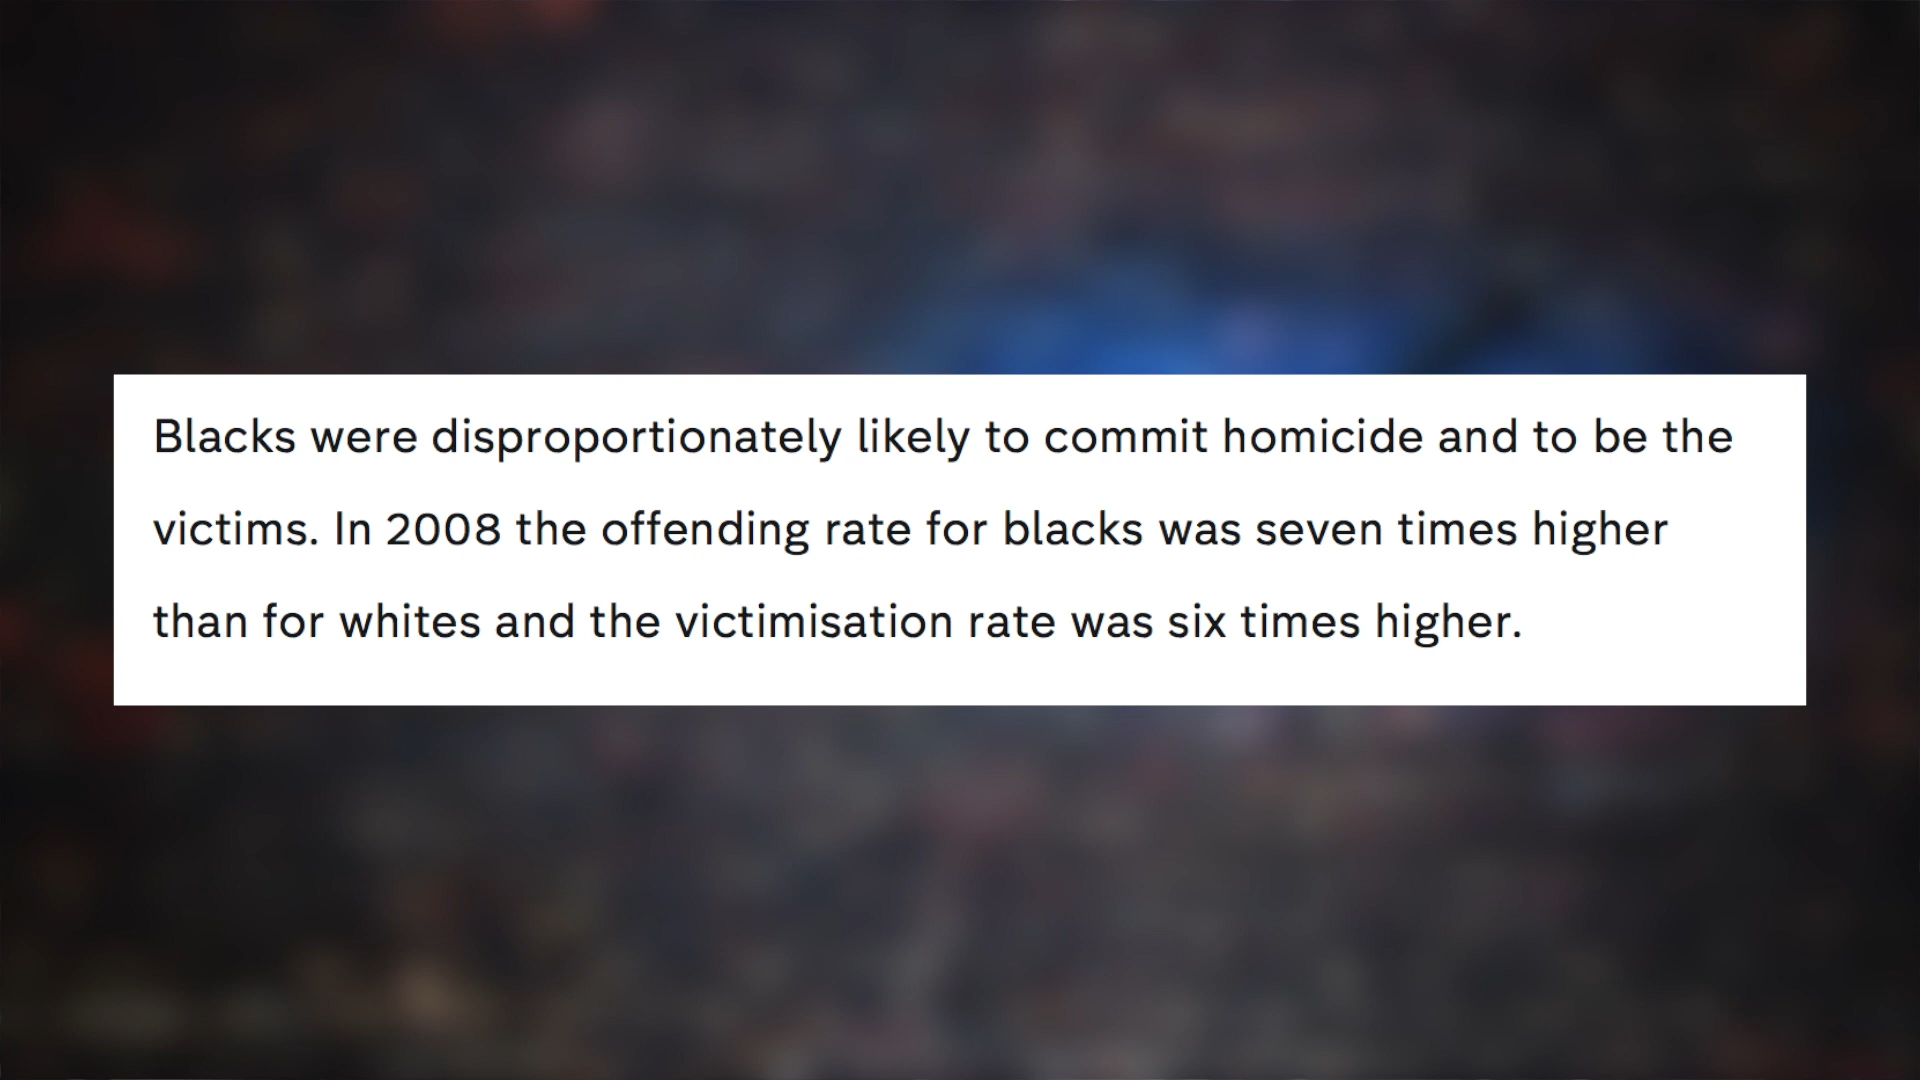 Blacks were disproportionately likely to commit homicide and to be the
victims. In 2008 the offending rate for blacks was seven times higher
than for whites and the victimisation rate was six times higher.